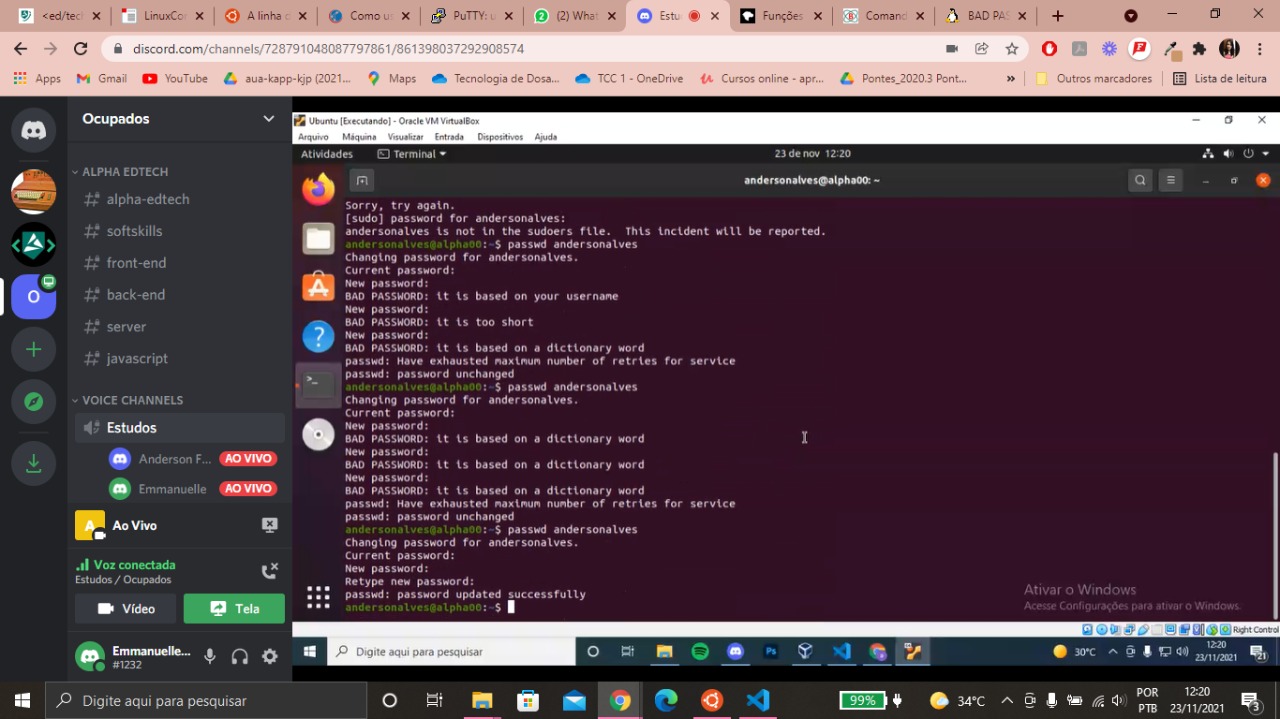 <ed/tec
LinuxCor
A linha c
Como us
PuTTY: u
(2) What
Estu
Funções
Comand
BAD PAS
discord.com/channels/728791048087797861/861398037292908574
Apps
Gmail
YouTube
aua-kapp-kjp (2021...
Maps
Tecnologia de Dosa...
TCC 1 - OneDrive
Cursos online - apr...
Pontes_2020.3 Pont...
»
Outros marcadores
Lista de leitura
Ocupados
ALPHA EDTECH
# alpha-edtech
# softskills
# front-end
# back-end
# server
# javascript
VOICE CHANNELS
Estudos
Anderson F... AO VIVO
Emmanuelle AO VIVO
A Ao Vivo
Voz conectada
Estudos / Ocupados
Vídeo
Tela
Emmanuelle...
#1232
O
Ubuntu [Executando] - Oracle VM VirtualBox
Arquivo Máquina Visualizar Entrada Dispositivos Ajuda
Atividades
Terminal
23 de nov 12:20
andersonalves@alpha00: ~
Sorry, try again.
[sudo] password for andersonalves:
andersonalves is not in the sudoers file.  This incident will be reported.
andersonalves@alpha00:~$ passwd andersonalves
Changing password for andersonalves.
Current password:
New password:
BAD PASSWORD: it is based on your username
New password:
BAD PASSWORD: it is too short
New password:
BAD PASSWORD: it is based on a dictionary word
passwd: Have exhausted maximum number of retries for service
passwd: password unchanged
andersonalves@alpha00:~$ passwd andersonalves
Changing password for andersonalves.
Current password:
New password:
BAD PASSWORD: it is based on a dictionary word
New password:
BAD PASSWORD: it is based on a dictionary word
New password:
BAD PASSWORD: it is based on a dictionary word
passwd: Have exhausted maximum number of retries for service
passwd: password unchanged
andersonalves@alpha00:~$ passwd andersonalves
Changing password for andersonalves.
Current password:
New password:
Retype new password:
passwd: password updated successfully
andersonalves@alpha00:~$
Ativar o Windows
Acesse Configurações para ativar o Windows.
Right Control
Digite aqui para pesquisar
30°C
12:20
23/11/2021
21
Digite aqui para pesquisar
99%
34°C
POR
PTB
12:20
23/11/2021
3